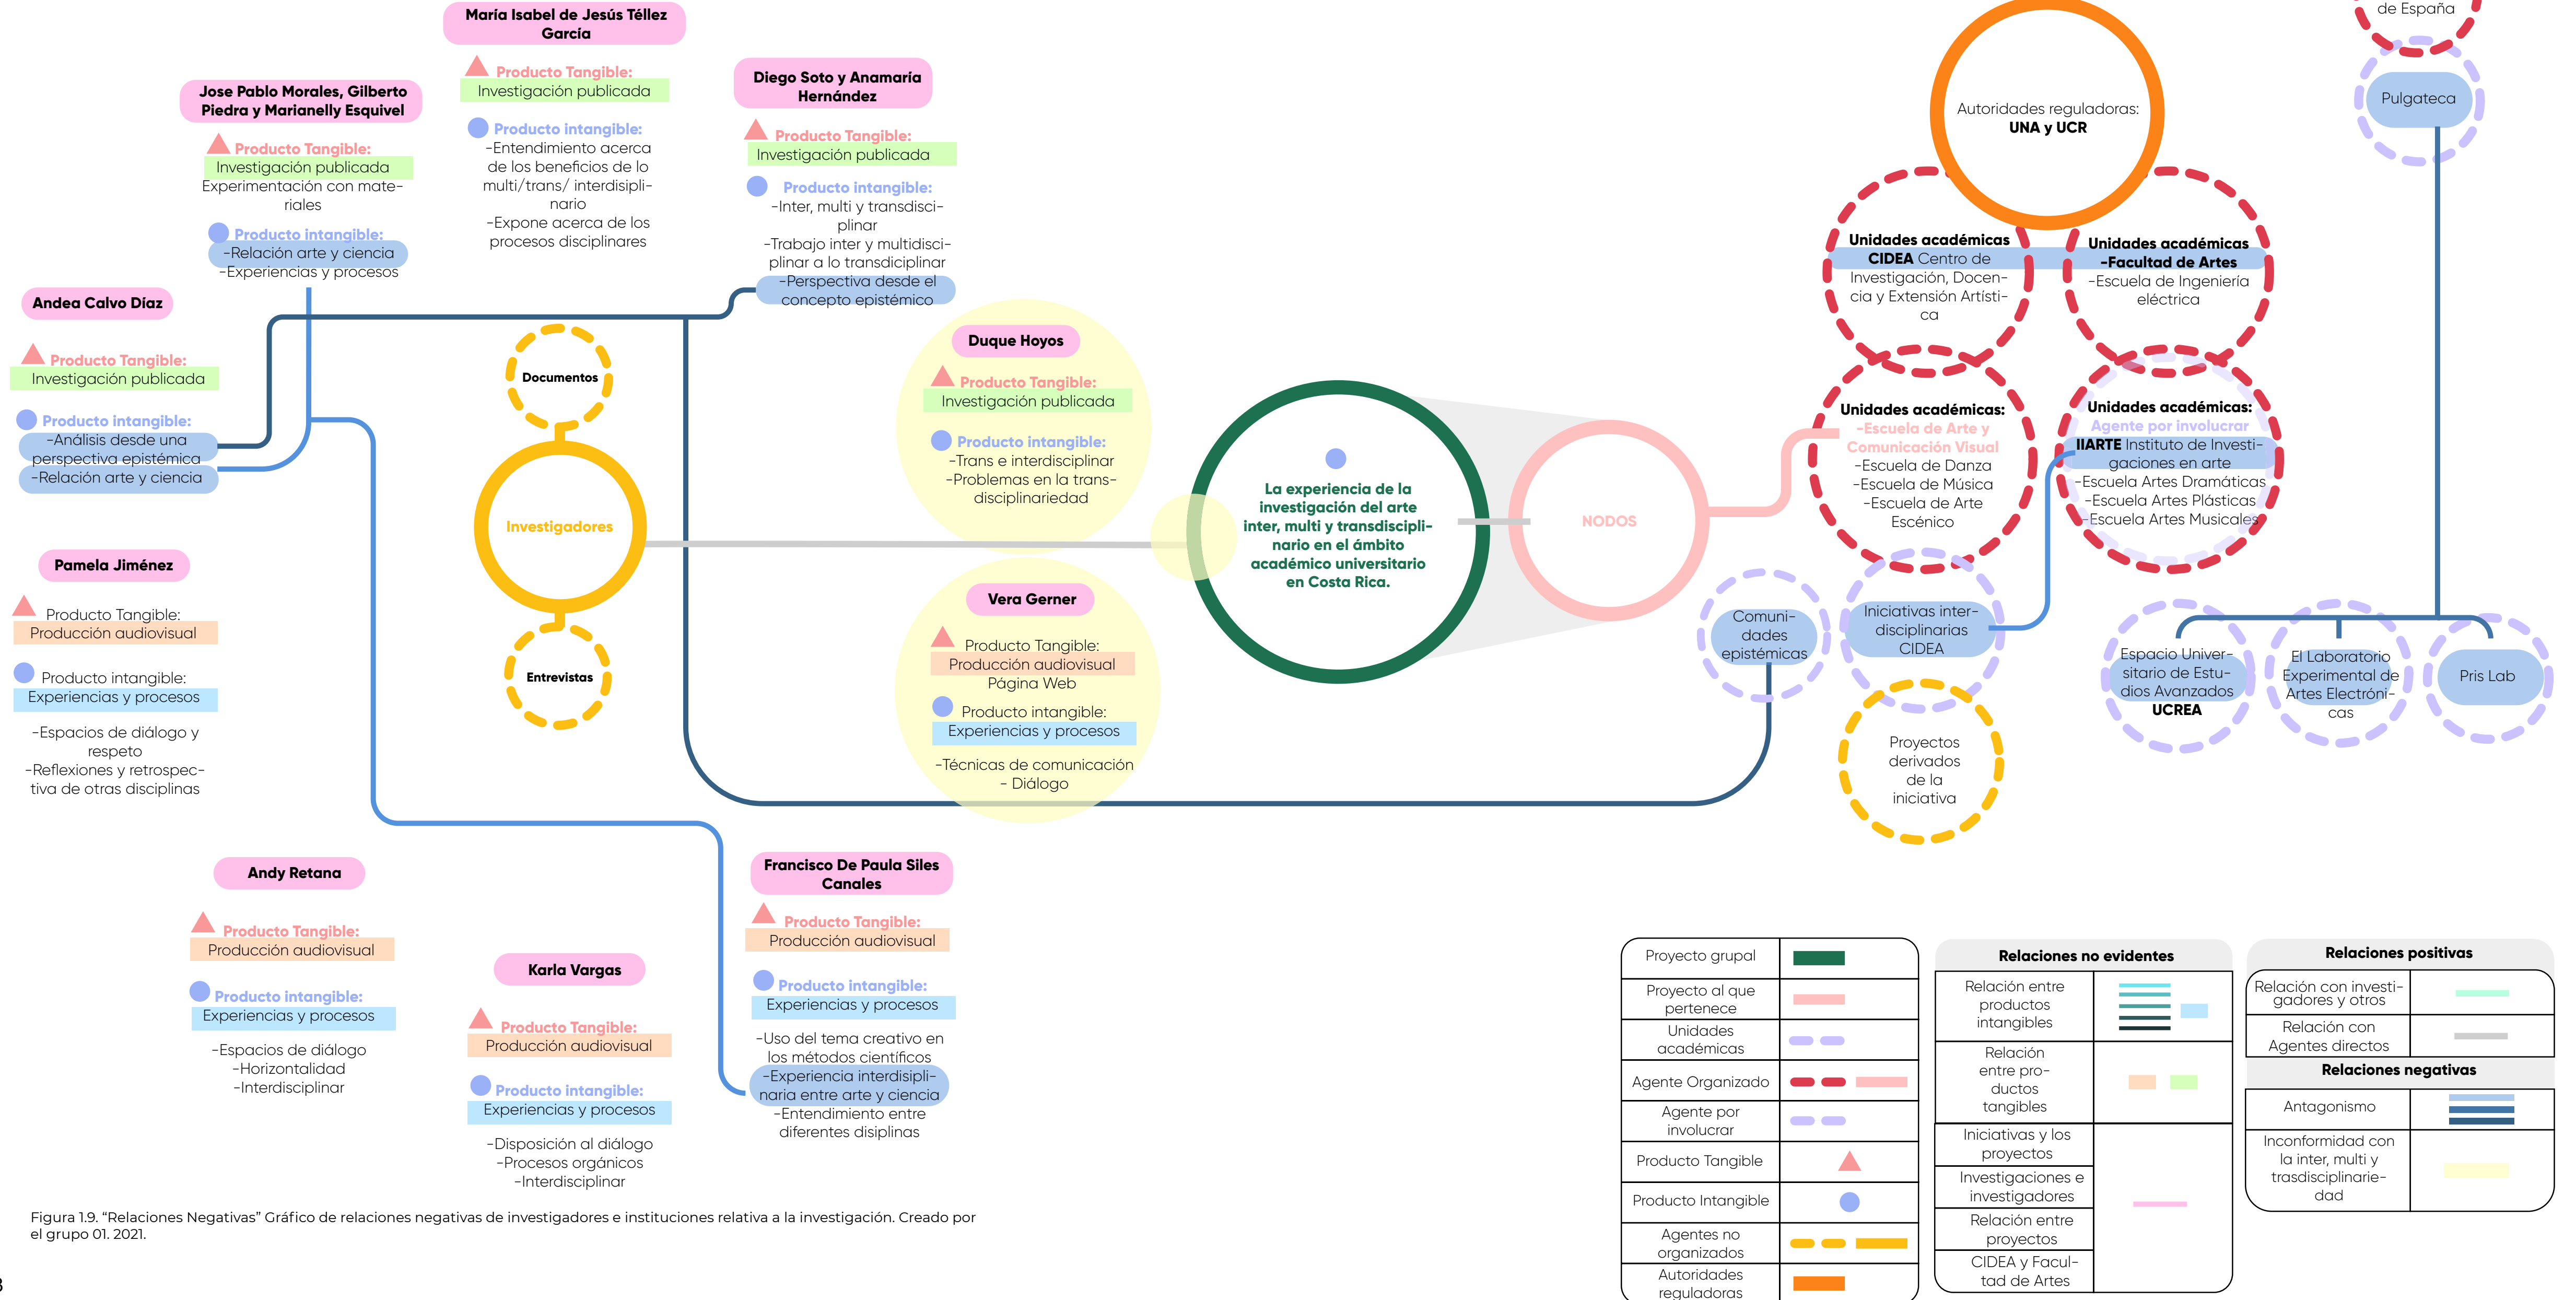 María Isabel de Jesús Téllez
García
Producto Tangible:
Investigación publicada
Producto intangible:
-Entendimiento acerca
de los beneficios de lo
multi/trans/ interdisipli-
nario
-Expone acerca de los
procesos disciplinares
Jose Pablo Morales, Gilberto
Piedra y Marianelly Esquivel
Producto Tangible:
Investigación publicada
Experimentación con mate-
riales
Producto intangible:
-Relación arte y ciencia
-Experiencias y procesos
Diego Soto y Anamaría
Hernández
Producto Tangible:
Investigación publicada
Producto intangible:
-Inter, multi y transdisci-
plinar
-Trabajo inter y multidisci-
plinar a lo transdiciplinar
-Perspectiva desde el
concepto epistémico
Andea Calvo Díaz
Producto Tangible:
Investigación publicada
Producto intangible:
-Análisis desde una
perspectiva epistémica
-Relación arte y ciencia
Pamela Jiménez
Producto Tangible:
Producción audiovisual
Producto intangible:
Experiencias y procesos
-Espacios de diálogo y
respeto
-Reflexiones y retrospec-
tiva de otras disciplinas
Documentos
Investigadores
Entrevistas
Duque Hoyos
Producto Tangible:
Investigación publicada
Producto intangible:
-Trans e interdisciplinar
-Problemas en la trans-
disciplinariedad
Vera Gerner
Producto Tangible:
Producción audiovisual
Página Web
Producto intangible:
Experiencias y procesos
-Técnicas de comunicación
- Diálogo
La experiencia de la
investigación del arte
inter, multi y transdiscipli-
nario en el ámbito
académico universitario
en Costa Rica.
NODOS
Autoridades reguladoras:
UNA y UCR
Unidades académicas
CIDEA Centro de
Investigación, Docen-
cia y Extensión Artísti-
ca
Unidades académicas
-Facultad de Artes
-Escuela de Ingeniería
eléctrica
Unidades académicas:
-Escuela de Arte y
Comunicación Visual
-Escuela de Danza
-Escuela de Música
-Escuela de Arte
Escénico
Unidades académicas:
Agente por involucrar
IIARTE Instituto de Investi-
gaciones en arte
-Escuela Artes Dramáticas
-Escuela Artes Plásticas
-Escuela Artes Musicales
de España
Pulgateca
Comuni-
dades
epistémicas
Iniciativas inter-
disciplinarias
CIDEA
Proyectos
derivados
de la
iniciativa
Espacio Univer-
sitario de Estu-
dios Avanzados
UCREA
El Laboratorio
Experimental de
Artes Electróni-
cas
Pris Lab
Andy Retana
Producto Tangible:
Producción audiovisual
Producto intangible:
Experiencias y procesos
-Espacios de diálogo
-Horizontalidad
-Interdisciplinar
Karla Vargas
Producto Tangible:
Producción audiovisual
Producto intangible:
Experiencias y procesos
-Disposición al diálogo
-Procesos orgánicos
-Interdisciplinar
Francisco De Paula Siles
Canales
Producto Tangible:
Producción audiovisual
Producto intangible:
Experiencias y procesos
-Uso del tema creativo en
los métodos científicos
-Experiencia interdisipli-
naria entre arte y ciencia
-Entendimiento entre
diferentes disiplinas
Proyecto grupal
Proyecto al que
pertenece
Unidades
académicas
Agente Organizado
Agente por
involucrar
Producto Tangible
Producto Intangible
Agentes no
organizados
Autoridades
reguladoras
Relaciones no evidentes
Relación entre
productos
intangibles
Relación
entre pro-
ductos
tangibles
Iniciativas y los
proyectos
Investigaciones e
investigadores
Relación entre
proyectos
CIDEA y Facul-
tad de Artes
Relaciones positivas
Relación con investi-
gadores y otros
Relación con
Agentes directos
Relaciones negativas
Antagonismo
Inconformidad con
la inter, multi y
trasdisciplinarie-
dad
Figura 1.9. “Relaciones Negativas” Gráfico de relaciones negativas de investigadores e instituciones relativa a la investigación. Creado por
el grupo 01. 2021.